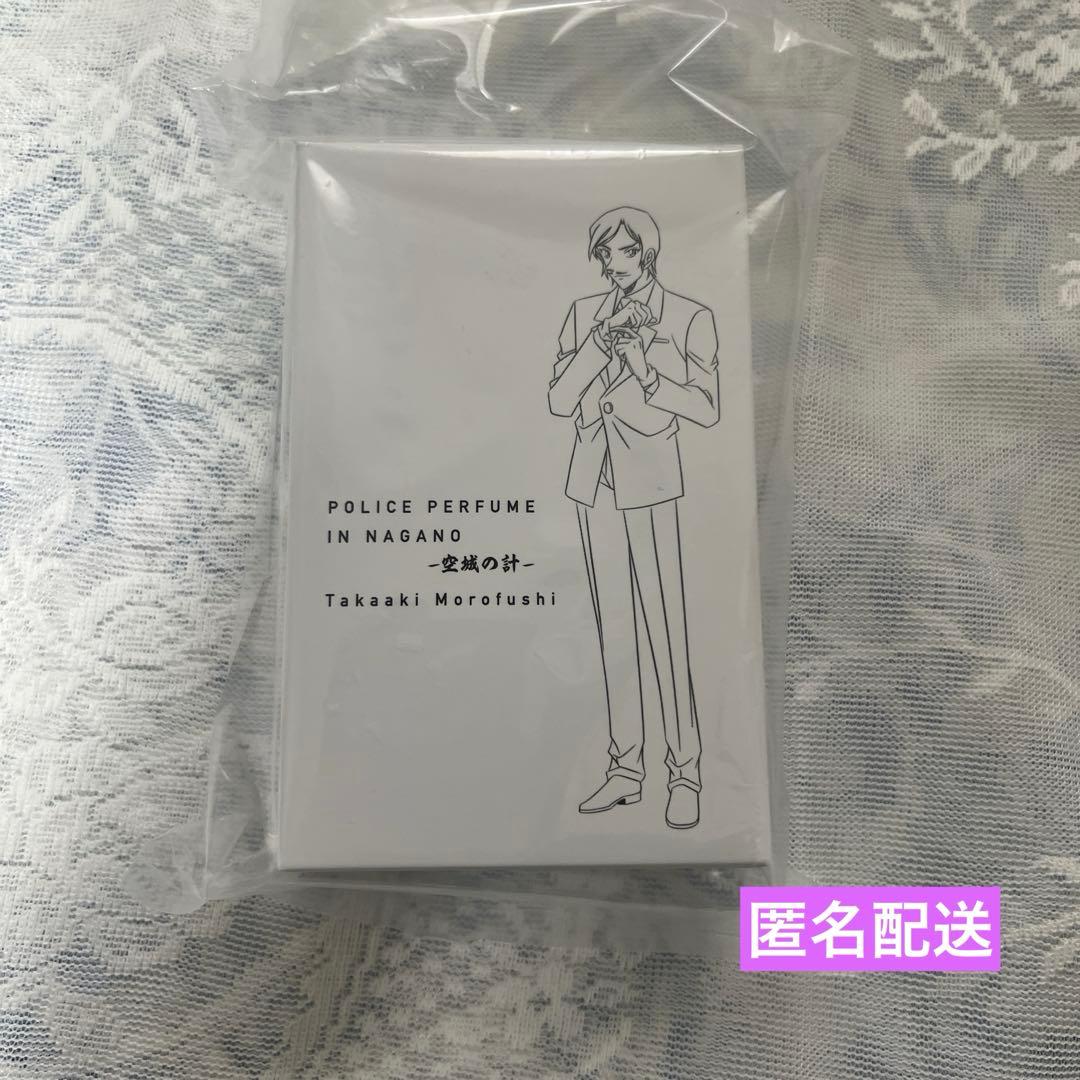 POLICE PERFUME
IN NAGANO
-空城の計-
Takaaki Morofushi
匿名配送